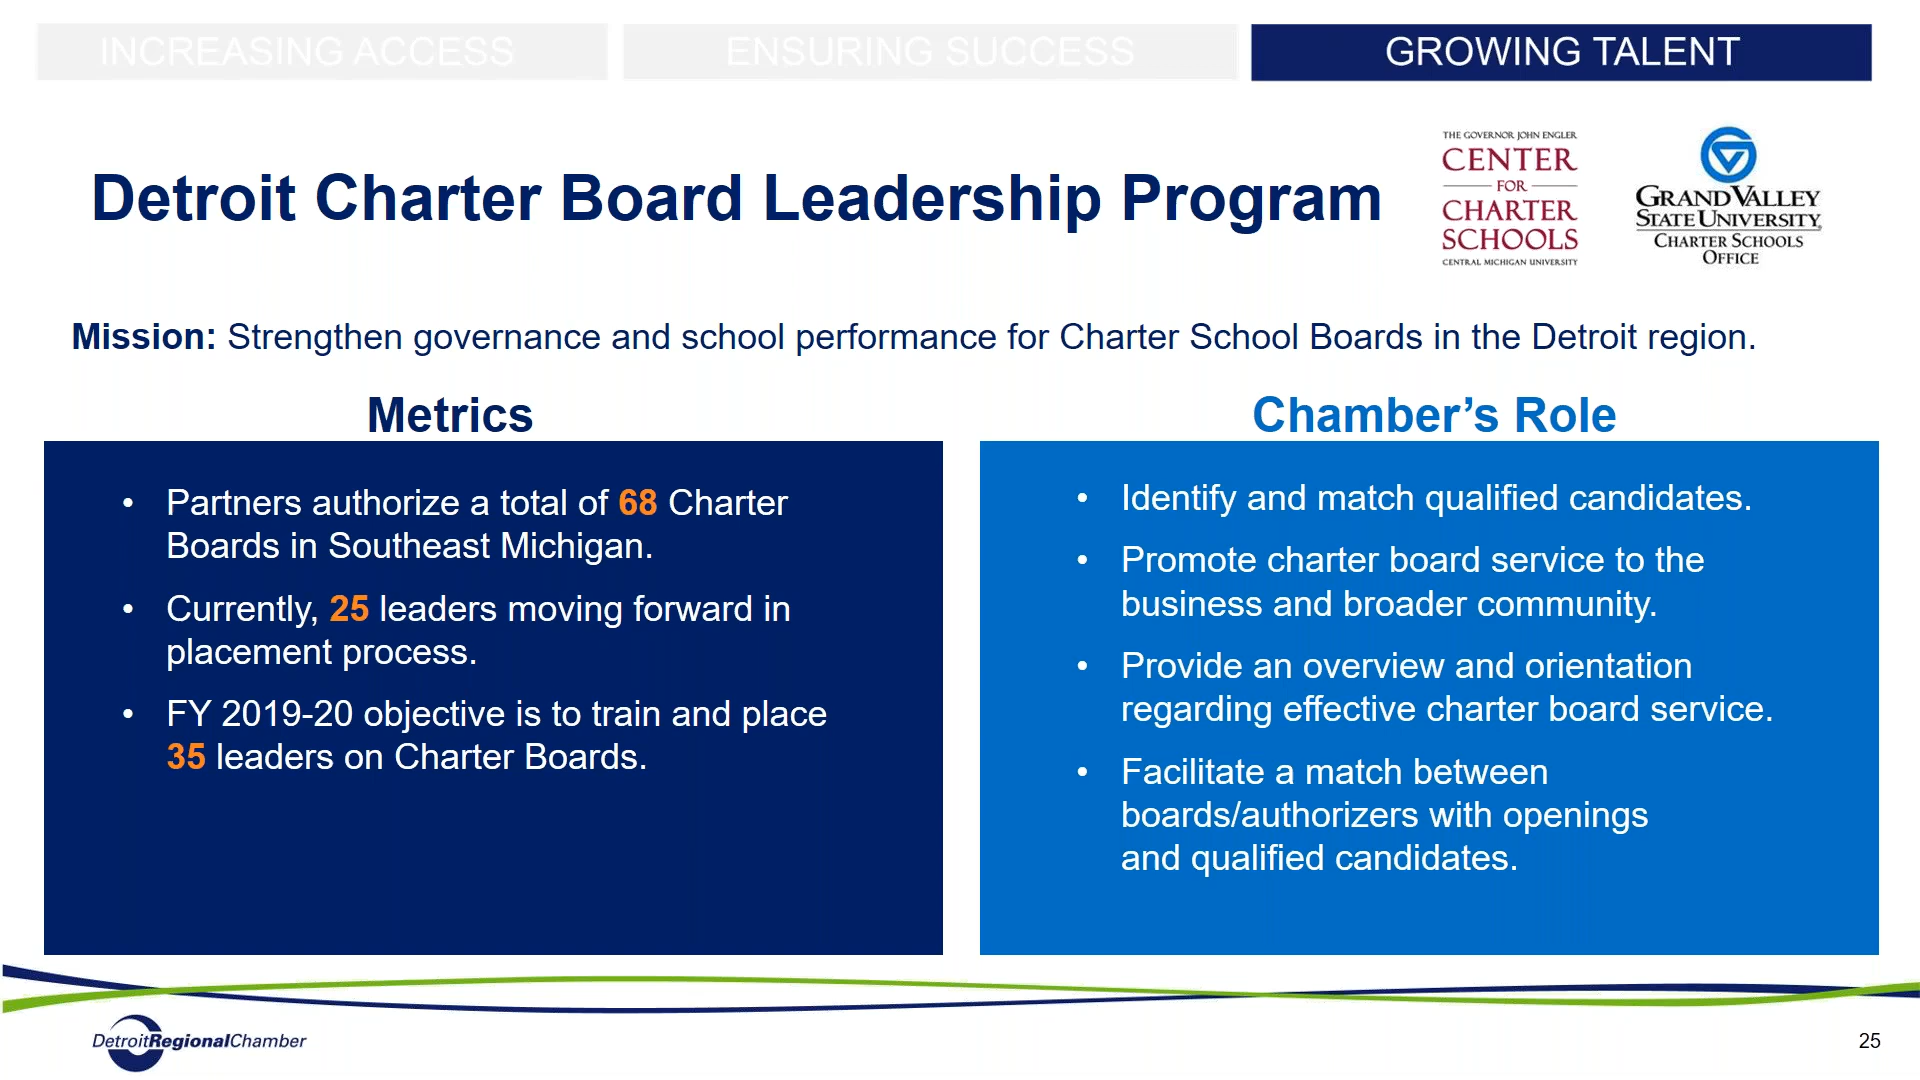 INCREASING ACCESS
ENSURING SUCCESS
GROWING TALENT
Detroit Charter Board Leadership Program
THE GOVERNOR JOHN ENGLER
CENTER
FOR
CHARTER
SCHOOLS
CENTRAL MICHIGAN UNIVERSITY
GRAND VALLEY
STATE UNIVERSITY.
CHARTER SCHOOLS
OFFICE
Mission: Strengthen governance and school performance for Charter School Boards in the Detroit region.
Metrics
• Partners authorize a total of 68 Charter
Boards in Southeast Michigan.
• Currently, 25 leaders moving forward in
placement process.
• FY 2019-20 objective is to train and place
35 leaders on Charter Boards.
Chamber’s Role
• Identify and match qualified candidates.
• Promote charter board service to the
business and broader community.
• Provide an overview and orientation
regarding effective charter board service.
• Facilitate a match between
boards/authorizers with openings
and qualified candidates.
DetroitRegionalChamber
25